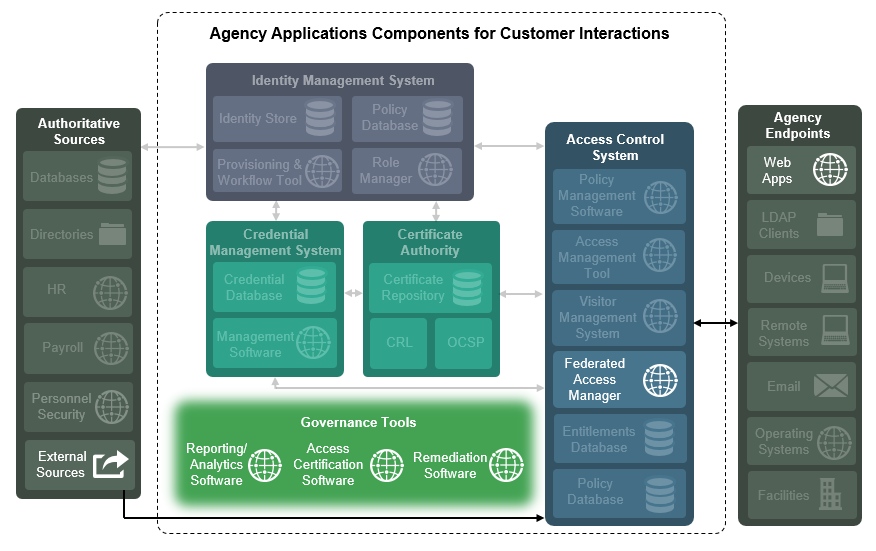 Agency Applications Components for Customer Interactions
Authoritative
Sources
Databases
Directories
HR
Payroll
Personnel
Security
External
Sources
Identity Management System
Identity Store
Policy
Database
Provisioning &
Workflow Tool
Role
Manager
Credential
Management System
Credential
Database
Management
Software
Certificate
Authority
Certificate
Repository
CRL
OCSP
Governance Tools
Reporting/
Analytics
Software
Access
Certification
Software
Remediation
Software
Access Control
System
Policy
Management
Software
Access
Management
Tool
Visitor
Management
System
Federated
Access
Manager
Entitlements
Database
Policy
Database
Agency
Endpoints
Web
Apps
LDAP
Clients
Devices
Remote
Systems
Email
Operating
Systems
Facilities